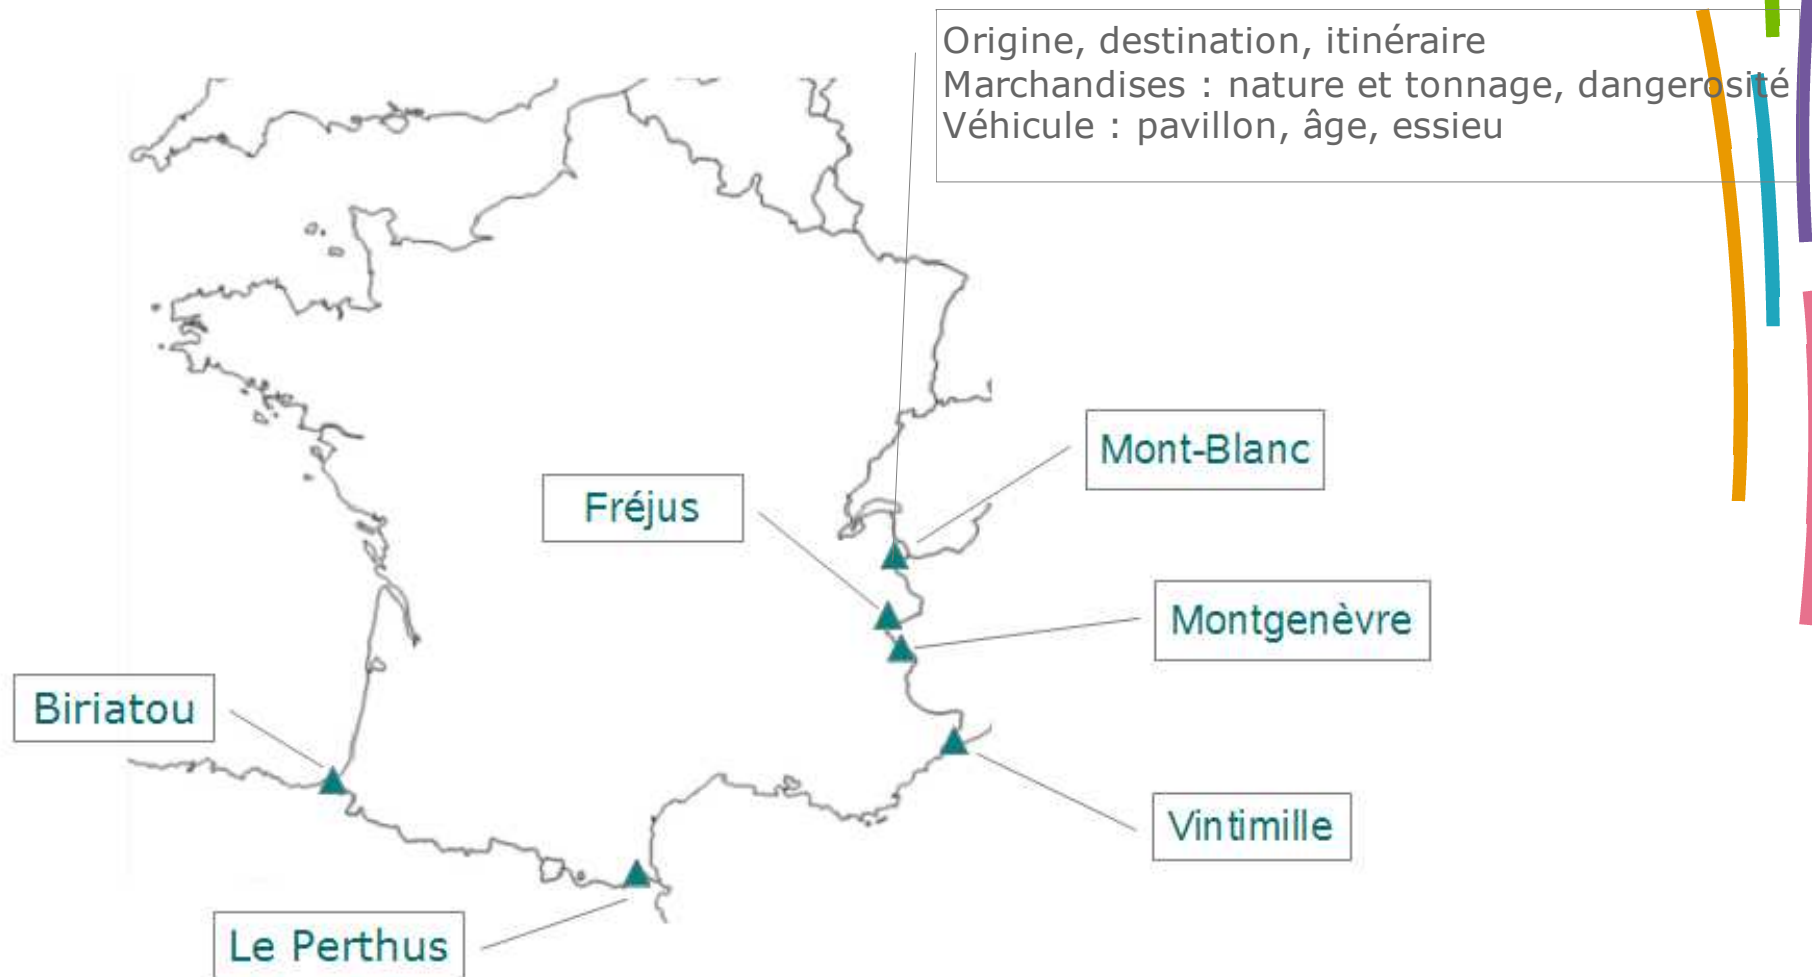 Origine, destination, itinéraire
Marchandises : nature et tonnage, dangerosité
Véhicule : pavillon, âge, essieu
Mont-Blanc
Fréjus
Montgenèvre
Biriatou
Vintimille
Le Perthus